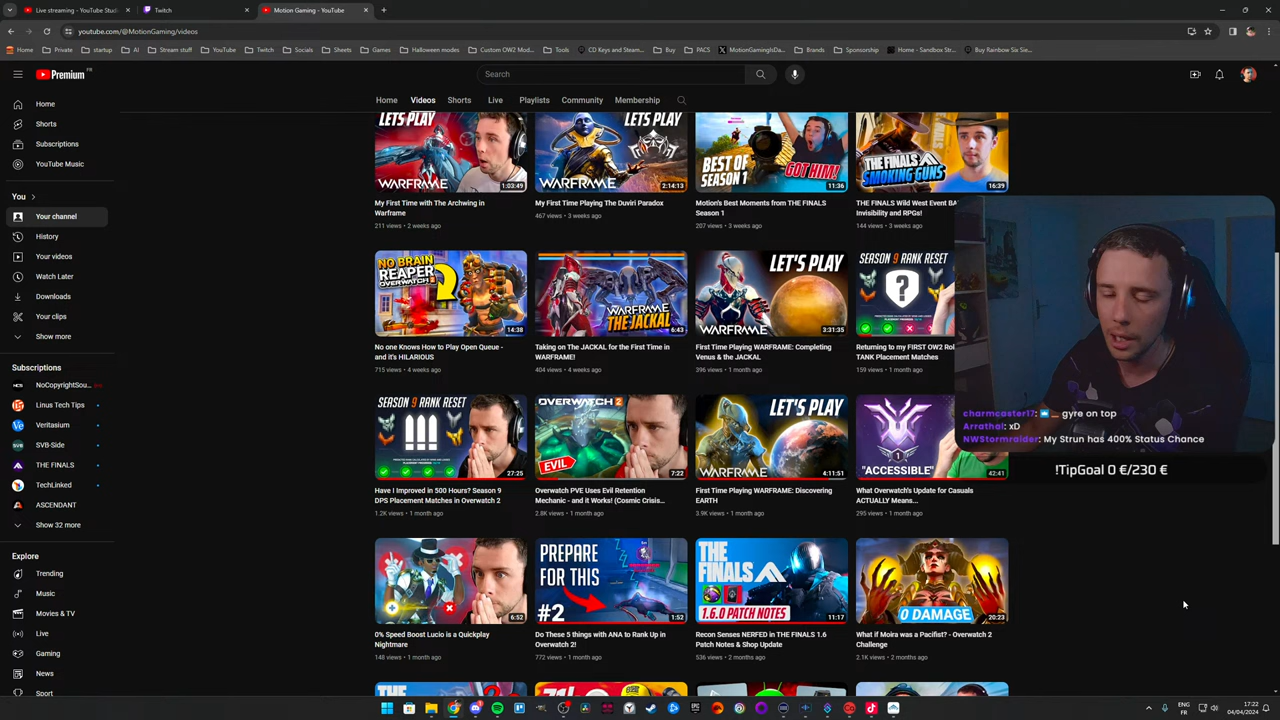 Live streaming - YouTube Stud
Twitch
Motion Gaming - YouTube
youtube.com/@MotionGaming/videos
Home
Private
startup
AI
Stream stuff
YouTube
Twitch
Socials
Sheets
Games
Halloween modes
Custom OW2 Mod...
Tools
CD Keys and Steam...
Buy
PACS
MotionGamingIsDa...
Brands
Sponsorship
Home - Sandbox Str...
Buy Rainbow Six Sie...
Premium FR
Search
Home
Videos
Shorts
Live
Playlists
Community
Membership
Home
Shorts
Subscriptions
YouTube Music
You
Your channel
History
Your videos
Watch Later
Downloads
Your clips
Show more
Subscriptions
NoCopyrightSou...
Linus Tech Tips
Veritasium
SVB-Side
THE FINALS
TechLinked
ASCENDANT
Show 32 more
Explore
Trending
Music
Movies & TV
Live
Gaming
News
Sport
LETS PLAY
WARFRAME
1:03:49
My First Time with The Archwing in
Warframe
211 views • 2 weeks ago
LETS PLAY
WARFRAME
2:14:13
My First Time Playing The Duviri Paradox
467 views • 3 weeks ago
BEST OF
SEASON 1
GOT HIM!
11:36
Motion's Best Moments from THE FINALS
Season 1
207 views • 3 weeks ago
THE FINALS
SMOKING GUNS
16:39
THE FINALS Wild West Event
Invisibility and RPGs!
144 views • 3 weeks ago
NO BRAIN
REAPER
OVERWATCH 2
14:38
No one Knows How to Play Open Queue -
and it's HILARIOUS
715 views • 4 weeks ago
WARFRAME
THE JACKAL
6:43
Taking on The JACKAL for the First Time in
WARFRAME!
404 views • 4 weeks ago
LET'S PLAY
WARFRAME
3:31:35
First Time Playing WARFRAME: Completing
Venus & the JACKAL
396 views • 1 month ago
SEASON 9 RANK RESET
?
Returning to my FIRST OW2 Rol
TANK Placement Matches
159 views • 1 month ago
SEASON 9 RANK RESET
27:25
Have I Improved in 500 Hours? Season 9
DPS Placement Matches in Overwatch 2
1.2K views • 1 month ago
OVERWATCH 2
EVIL
7:22
Overwatch PVE Uses Evil Retention
Mechanic - and it Works! (Cosmic Crisis...
2.8K views • 1 month ago
LET'S PLAY
WARFRAME
4:11:51
First Time Playing WARFRAME: Discovering
EARTH
3.9K views • 1 month ago
1
"ACCESSIBLE"
42:41
What Overwatch's Update for Casuals
ACTUALLY Means...
295 views • 1 month ago
6:52
0% Speed Boost Lucio is a Quickplay
Nightmare
148 views • 1 month ago
PREPARE
FOR THIS
#2
1:52
Do These 5 things with ANA to Rank Up in
Overwatch 2!
772 views • 1 month ago
THE
FINALS
1.6.0 PATCH NOTES
11:17
Recon Senses NERFED in THE FINALS 1.6
Patch Notes & Shop Update
536 views • 2 months ago
0 DAMAGE
20:23
What if Moira was a Pacifist? - Overwatch 2
Challenge
2.1K views • 2 months ago
charmcaster17: gyre on top
Arrathal: xD
NWStormraider: My Strun has 400% Status Chance
!TipGoal 0 €/230 €
ENG
FR
17:22
04/04/2024